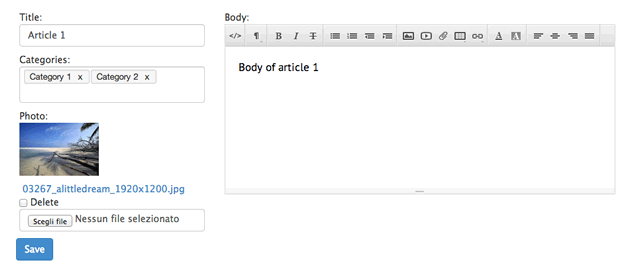 Title:
Article 1
Categories:
Category 1 x
Category 2 x
Photo:
03267_alittledream_1920x1200.jpg
Delete
Scegli file Nessun file selezionato
Save
Body:
</> ¶ B I T A A
Body of article 1